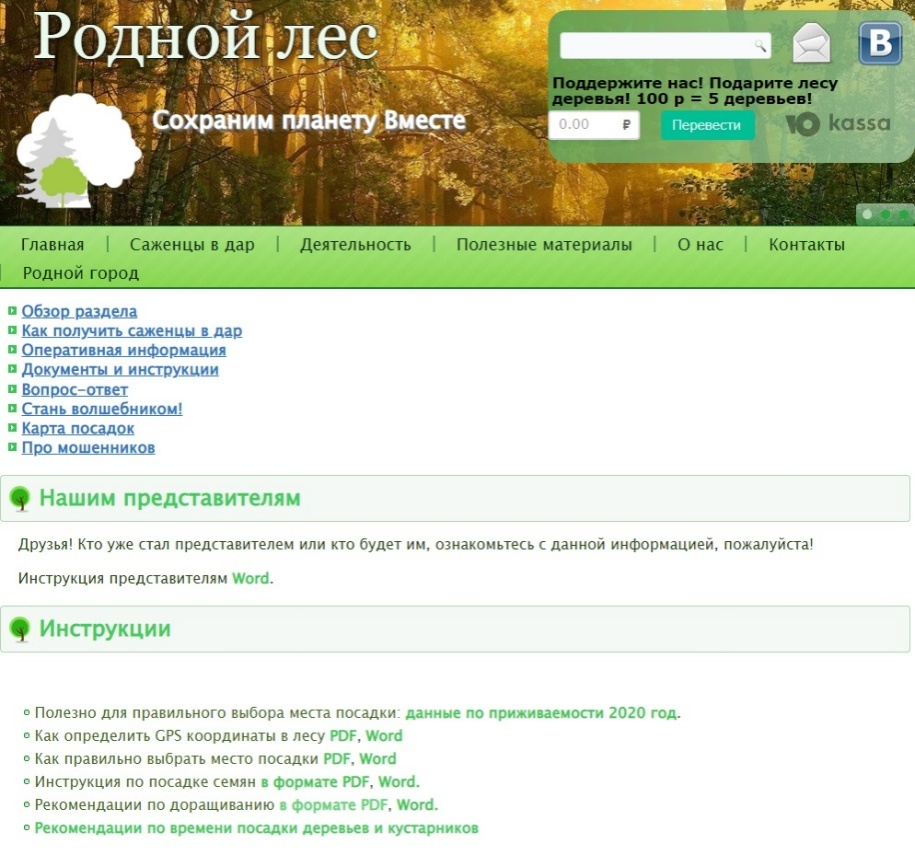 Родной лес
Сохраним планету Вместе
Поддержите нас! Подарите лесу
деревья! 100 р = 5 деревьев!
0.00 ₽ Перевести Ю kassa
В
Главная | Саженцы в дар | Деятельность | Полезные материалы | О нас | Контакты
| Родной город
Обзор раздела
Как получить саженцы в дар
Оперативная информация
Документы и инструкции
Вопрос-ответ
Стань волшебником!
Карта посадок
Про мошенников
Нашим представителям
Друзья! Кто уже стал представителем или кто будет им, ознакомьтесь с данной информацией, пожалуйста!
Инструкция представителям Word.
Инструкции
Полезно для правильного выбора места посадки: данные по приживаемости 2020 год.
Как определить GPS координаты в лесу PDF, Word
Как правильно выбрать место посадки PDF, Word
Инструкция по посадке семян в формате PDF, Word.
Рекомендации по доращиванию в формате PDF, Word.
Рекомендации по времени посадки деревьев и кустарников